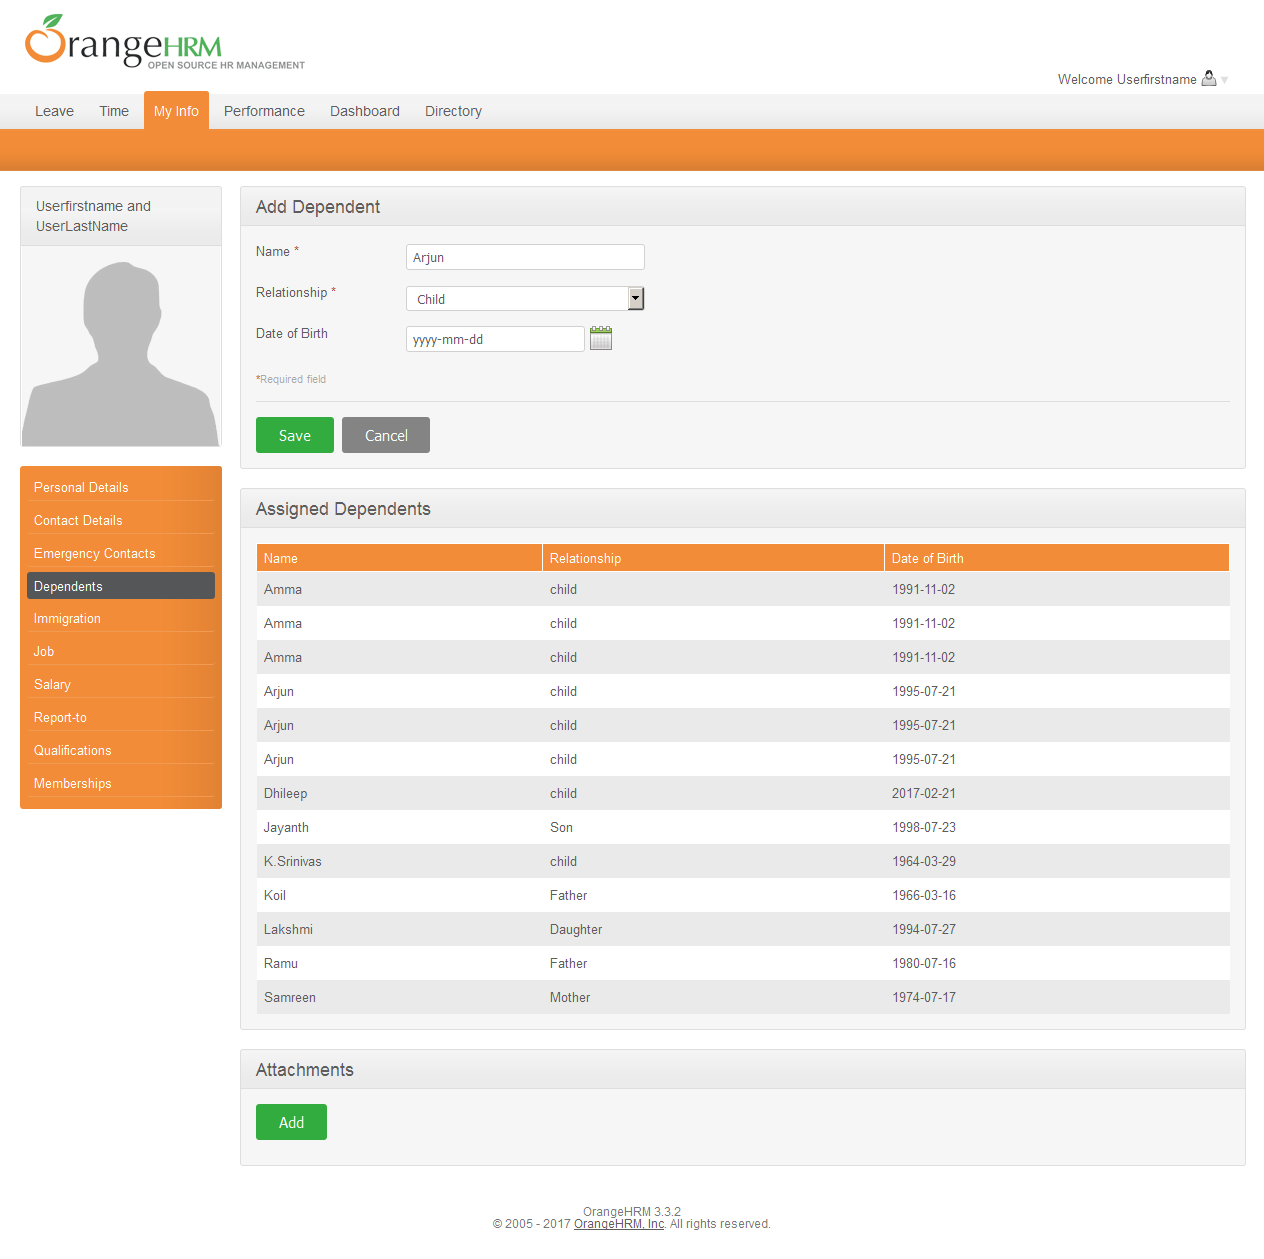 OrangeHRM
OPEN SOURCE HR MANAGEMENT
Welcome Userfirstname
Leave Time My Info Performance Dashboard Directory
Userfirstname and
UserLastName
Personal Details
Contact Details
Emergency Contacts
Dependents
Immigration
Job
Salary
Report-to
Qualifications
Memberships
Add Dependent
Name * Arjun
Relationship * Child
Date of Birth yyyy-mm-dd
*Required field
Save Cancel
Assigned Dependents
Name Relationship Date of Birth
Amma child 1991-11-02
Amma child 1991-11-02
Amma child 1991-11-02
Arjun child 1995-07-21
Arjun child 1995-07-21
Arjun child 1995-07-21
Dhileep child 2017-02-21
Jayanth Son 1998-07-23
K.Srinivas child 1964-03-29
Koil Father 1966-03-16
Lakshmi Daughter 1994-07-27
Ramu Father 1980-07-16
Samreen Mother 1974-07-17
Attachments
Add
OrangeHRM 3.3.2
© 2005 - 2017 OrangeHRM, Inc. All rights reserved.